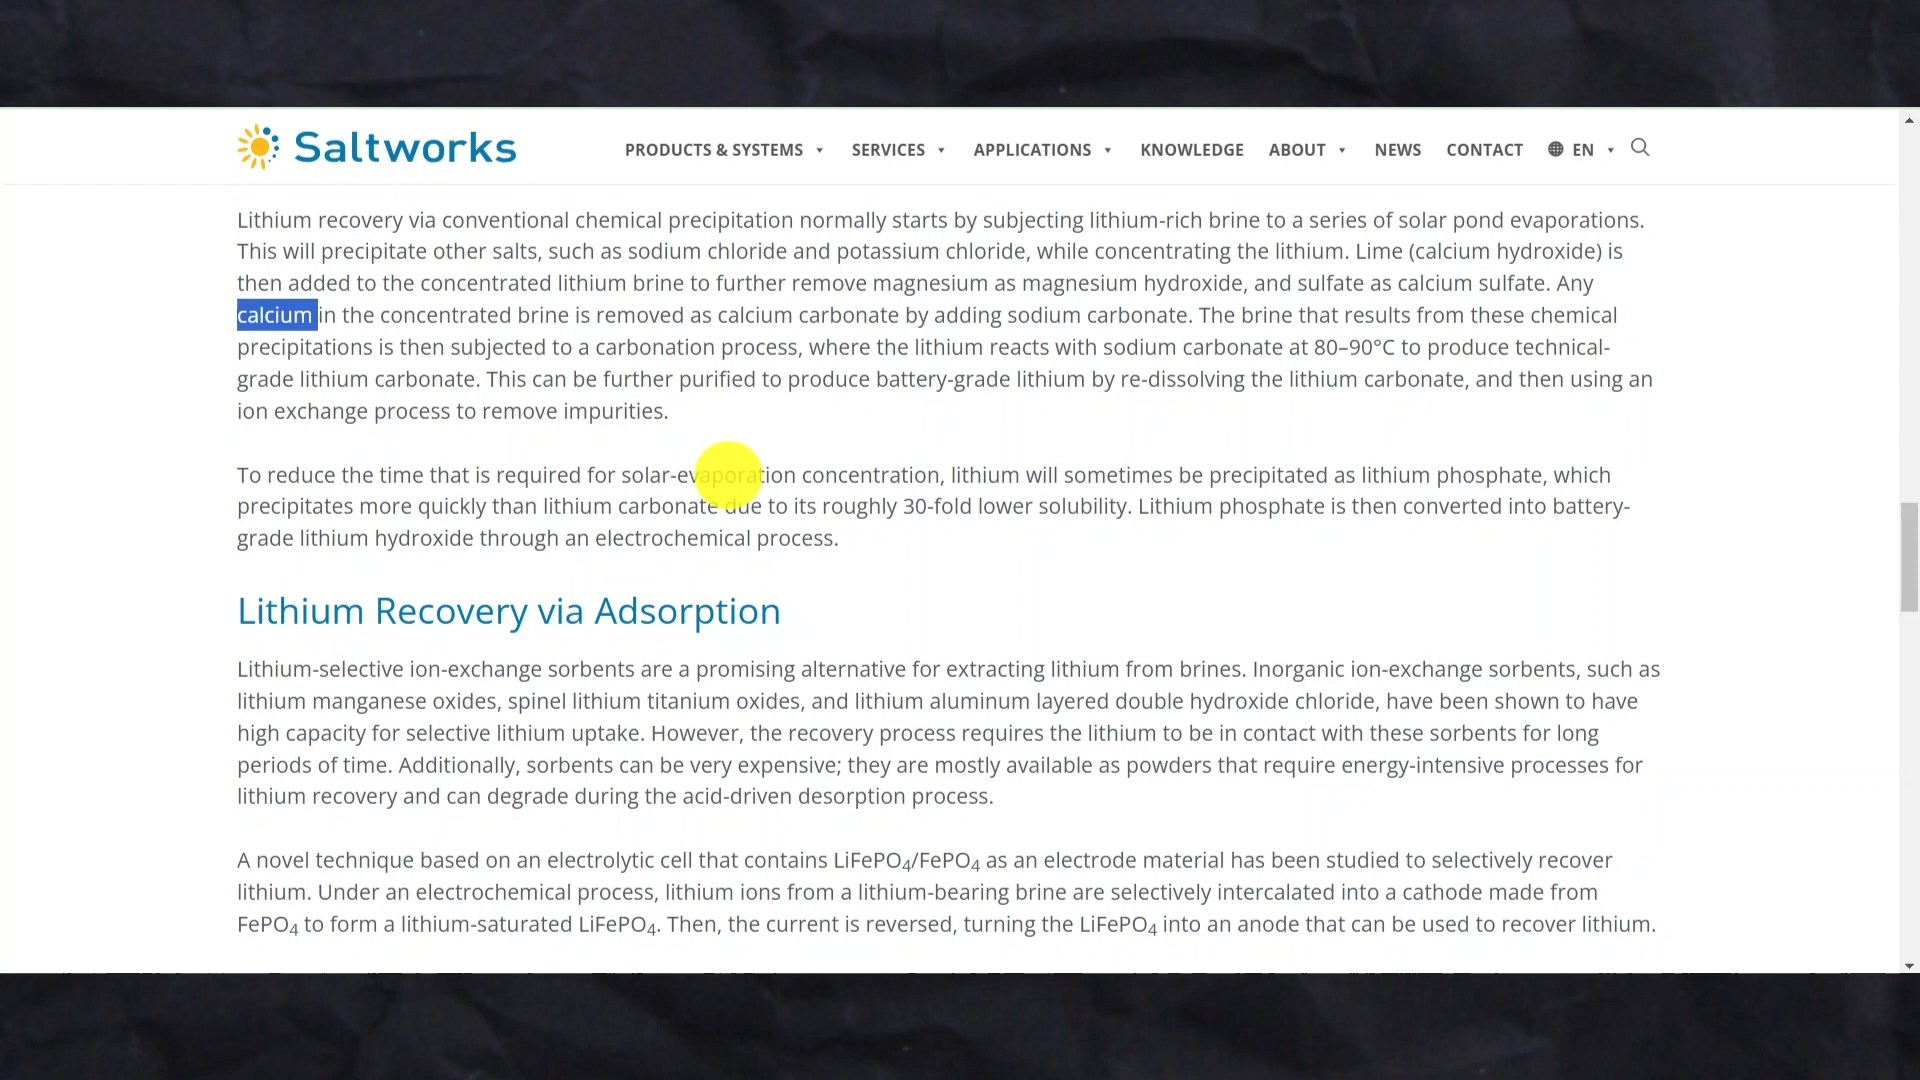 Saltworks
PRODUCTS & SYSTEMS SERVICES APPLICATIONS KNOWLEDGE ABOUT NEWS CONTACT EN
Lithium recovery via conventional chemical precipitation normally starts by subjecting lithium-rich brine to a series of solar pond evaporations.
This will precipitate other salts, such as sodium chloride and potassium chloride, while concentrating the lithium. Lime (calcium hydroxide) is
then added to the concentrated lithium brine to further remove magnesium as magnesium hydroxide, and sulfate as calcium sulfate. Any
calcium in the concentrated brine is removed as calcium carbonate by adding sodium carbonate. The brine that results from these chemical
precipitations is then subjected to a carbonation process, where the lithium reacts with sodium carbonate at 80–90°C to produce technical-
grade lithium carbonate. This can be further purified to produce battery-grade lithium by re-dissolving the lithium carbonate, and then using an
ion exchange process to remove impurities.
To reduce the time that is required for solar-evaporation concentration, lithium will sometimes be precipitated as lithium phosphate, which
precipitates more quickly than lithium carbonate due to its roughly 30-fold lower solubility. Lithium phosphate is then converted into battery-
grade lithium hydroxide through an electrochemical process.
Lithium Recovery via Adsorption
Lithium-selective ion-exchange sorbents are a promising alternative for extracting lithium from brines. Inorganic ion-exchange sorbents, such as
lithium manganese oxides, spinel lithium titanium oxides, and lithium aluminum layered double hydroxide chloride, have been shown to have
high capacity for selective lithium uptake. However, the recovery process requires the lithium to be in contact with these sorbents for long
periods of time. Additionally, sorbents can be very expensive; they are mostly available as powders that require energy-intensive processes for
lithium recovery and can degrade during the acid-driven desorption process.
A novel technique based on an electrolytic cell that contains LiFePO₄/FePO₄ as an electrode material has been studied to selectively recover
lithium. Under an electrochemical process, lithium ions from a lithium-bearing brine are selectively intercalated into a cathode made from
FePO₄ to form a lithium-saturated LiFePO₄. Then, the current is reversed, turning the LiFePO₄ into an anode that can be used to recover lithium.